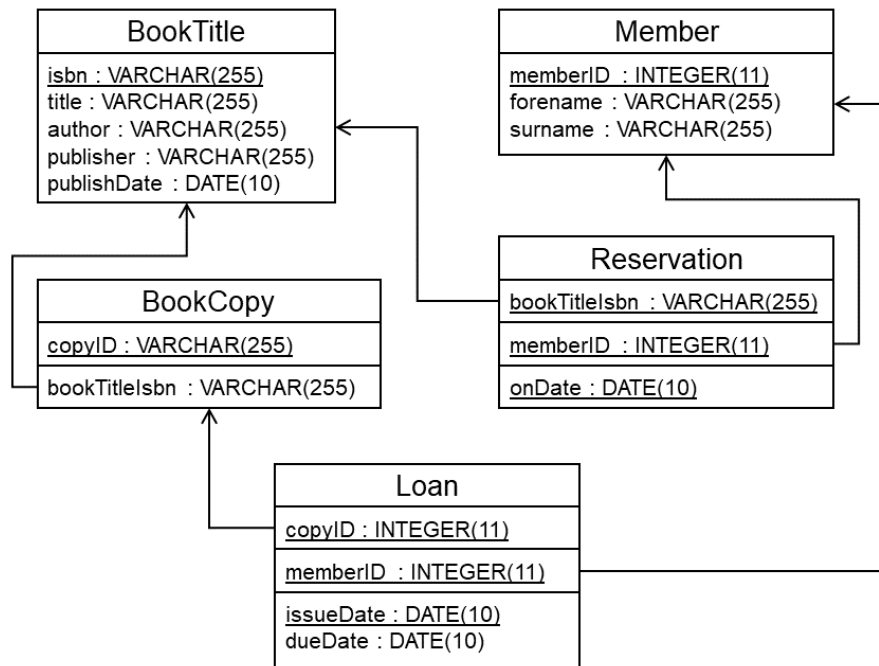 BookTitle
isbn : VARCHAR(255)
title : VARCHAR(255)
author : VARCHAR(255)
publisher : VARCHAR(255)
publishDate : DATE(10)
Member
memberID : INTEGER(11)
forename : VARCHAR(255)
surname : VARCHAR(255)
BookCopy
copyID : VARCHAR(255)
bookTitleIsbn : VARCHAR(255)
Reservation
bookTitleIsbn : VARCHAR(255)
memberID : INTEGER(11)
onDate : DATE(10)
Loan
copyID : INTEGER(11)
memberID : INTEGER(11)
issueDate : DATE(10)
dueDate : DATE(10)